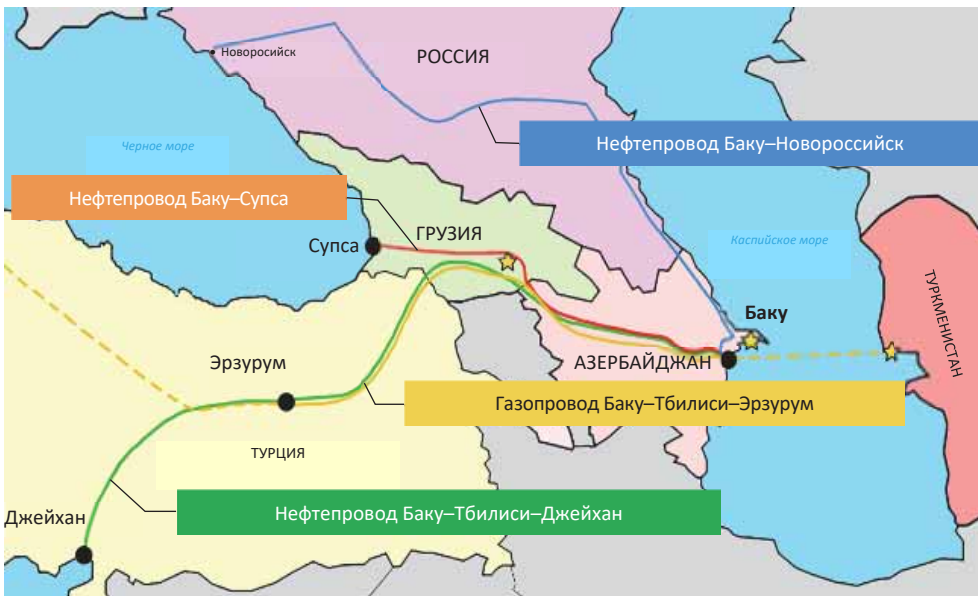 Новоросийск
РОССИЯ
Нефтепровод Баку–Новороссийск
Черное море
Нефтепровод Баку–Супса
ГРУЗИЯ
Супса
Каспийское море
ТУРКМЕНИСТАН
Баку
Эрзурум
АЗЕРБАЙДЖАН
Газопровод Баку–Тбилиси–Эрзурум
ТУРЦИЯ
Нефтепровод Баку–Тбилиси–Джейхан
Джейхан